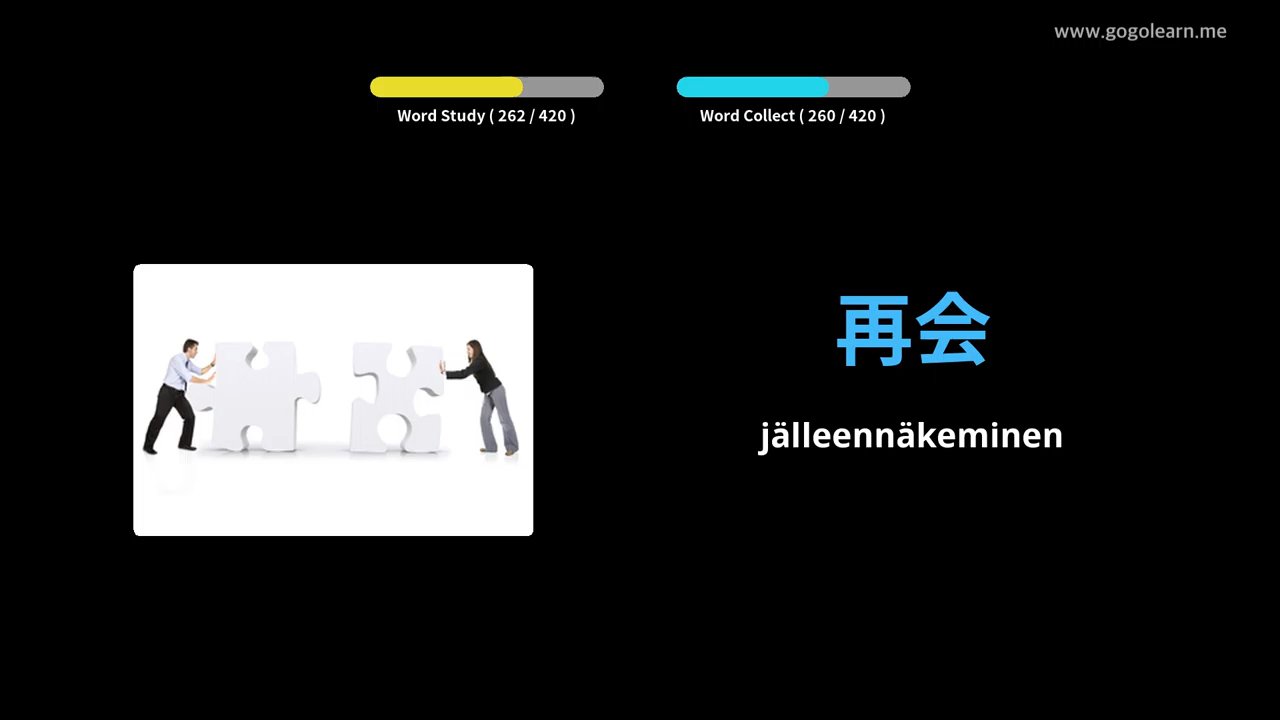 www.gogolearn.me
Word Study ( 262 / 420 )
Word Collect ( 260 / 420 )
再会
jälleennäkeminen